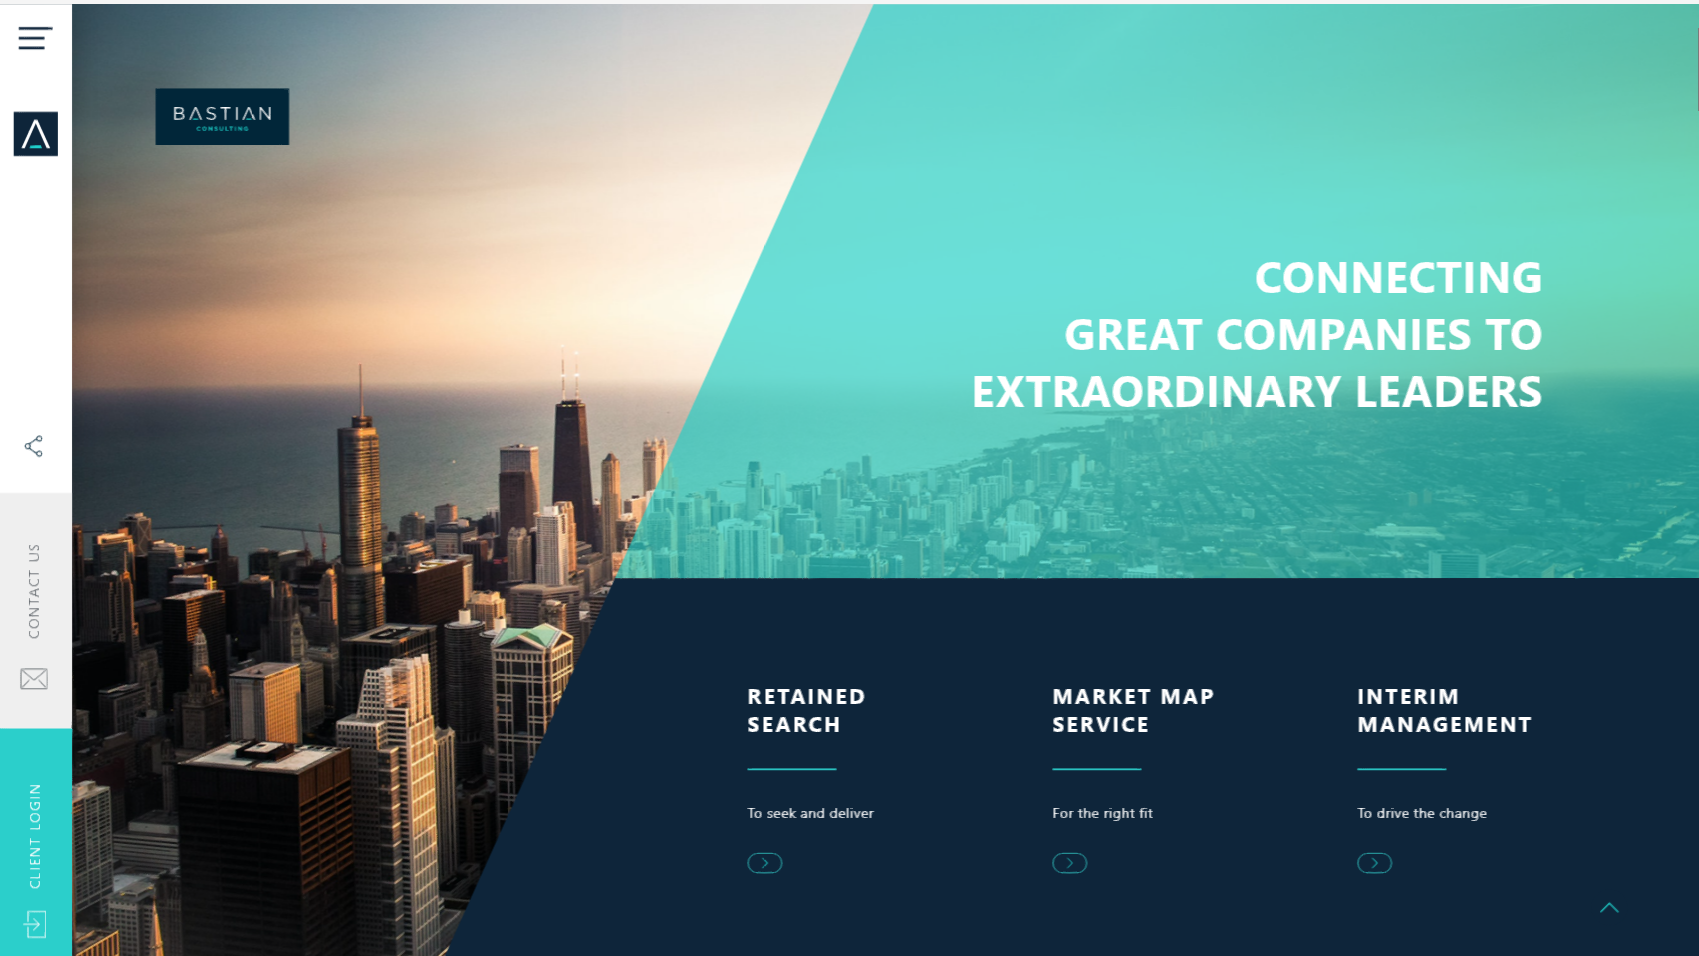 BASTIAN
CONSULTING
CONNECTING
GREAT COMPANIES TO
EXTRAORDINARY LEADERS
CONTACT US
CLIENT LOGIN
RETAINED
SEARCH
To seek and deliver
MARKET MAP
SERVICE
For the right fit
INTERIM
MANAGEMENT
To drive the change